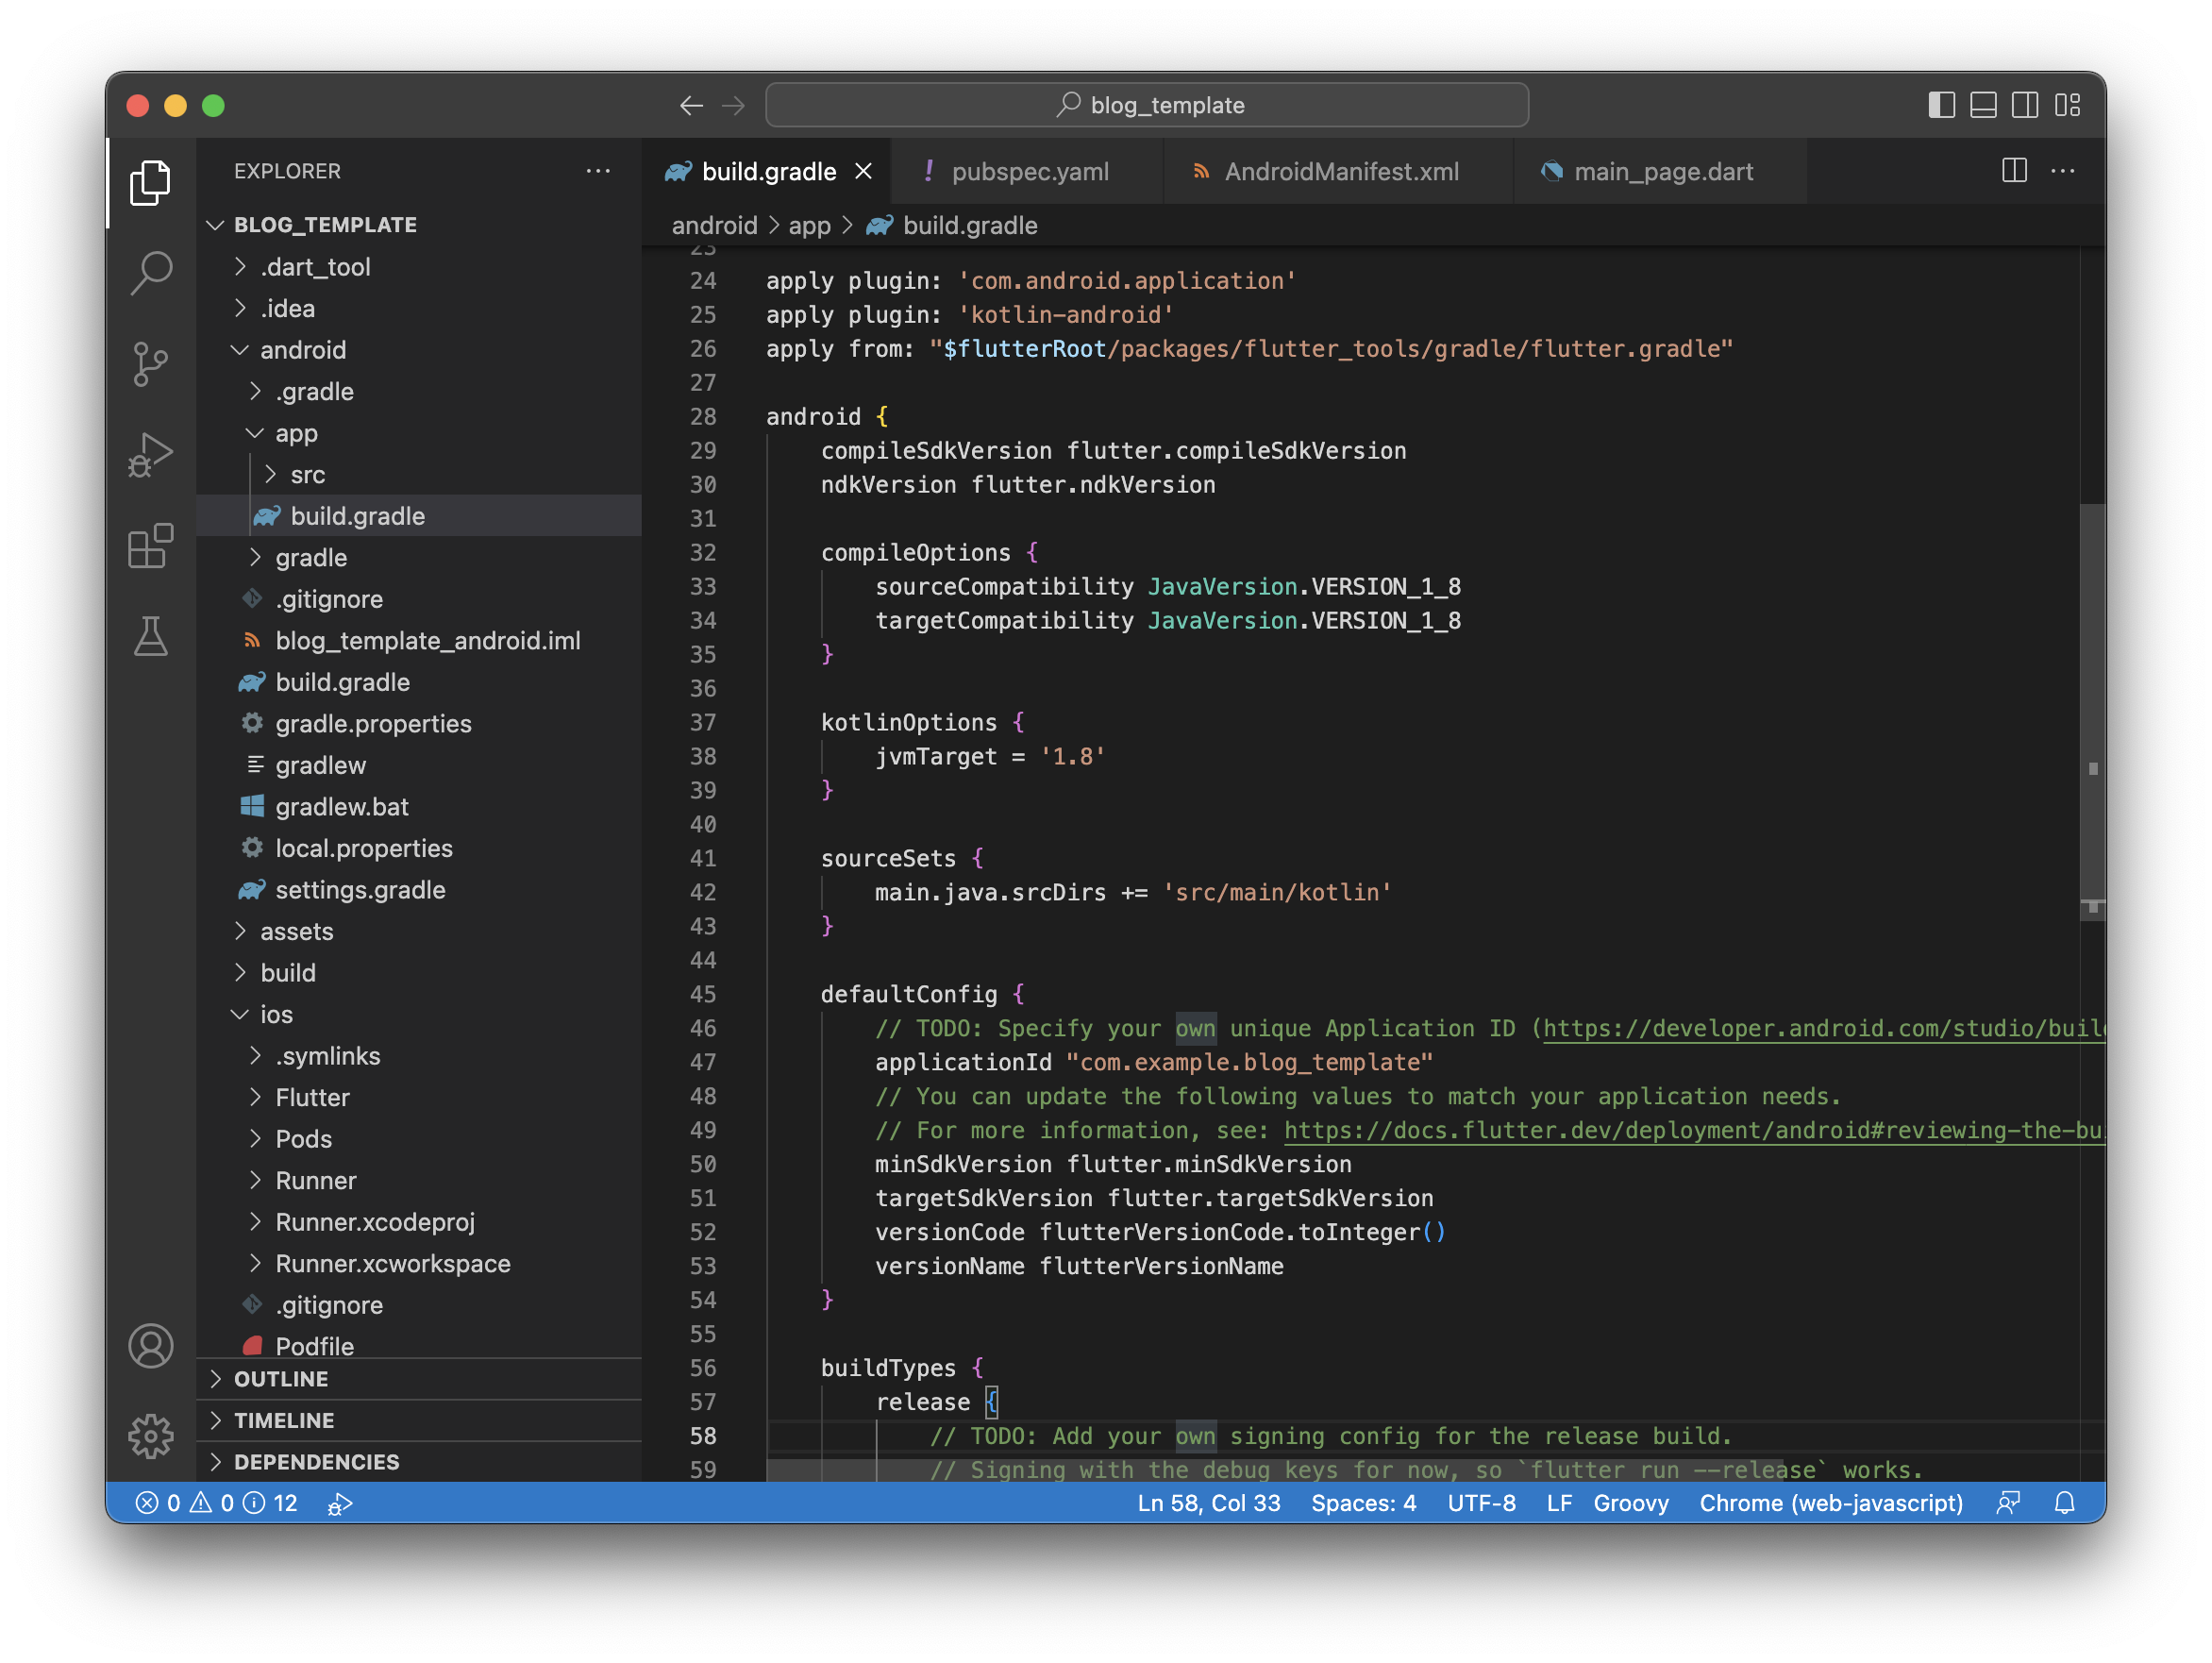 blog_template
EXPLORER
BLOG_TEMPLATE
.dart_tool
.idea
android
.gradle
app
src
build.gradle
gradle
.gitignore
blog_template_android.iml
build.gradle
gradle.properties
gradlew
gradlew.bat
local.properties
settings.gradle
assets
build
ios
.symlinks
Flutter
Pods
Runner
Runner.xcodeproj
Runner.xcworkspace
.gitignore
Podfile
OUTLINE
TIMELINE
DEPENDENCIES
build.gradle pubspec.yaml AndroidManifest.xml main_page.dart
android > app > build.gradle
23
24 apply plugin: 'com.android.application'
25 apply plugin: 'kotlin-android'
26 apply from: "$flutterRoot/packages/flutter_tools/gradle/flutter.gradle"
27
28 android {
29 compileSdkVersion flutter.compileSdkVersion
30 ndkVersion flutter.ndkVersion
31
32 compileOptions {
33 sourceCompatibility JavaVersion.VERSION_1_8
34 targetCompatibility JavaVersion.VERSION_1_8
35 }
36
37 kotlinOptions {
38 jvmTarget = '1.8'
39 }
40
41 sourceSets {
42 main.java.srcDirs += 'src/main/kotlin'
43 }
44
45 defaultConfig {
46 // TODO: Specify your own unique Application ID (https://developer.android.com/studio/buil
47 applicationId "com.example.blog_template"
48 // You can update the following values to match your application needs.
49 // For more information, see: https://docs.flutter.dev/deployment/android#reviewing-the-bu
50 minSdkVersion flutter.minSdkVersion
51 targetSdkVersion flutter.targetSdkVersion
52 versionCode flutterVersionCode.toInteger()
53 versionName flutterVersionName
54 }
55
56 buildTypes {
57 release {
58 // TODO: Add your own signing config for the release build.
59 // Signing with the debug keys for now, so `flutter run --release` works.
0 0 12 Ln 58, Col 33 Spaces: 4 UTF-8 LF Groovy Chrome (web-javascript)